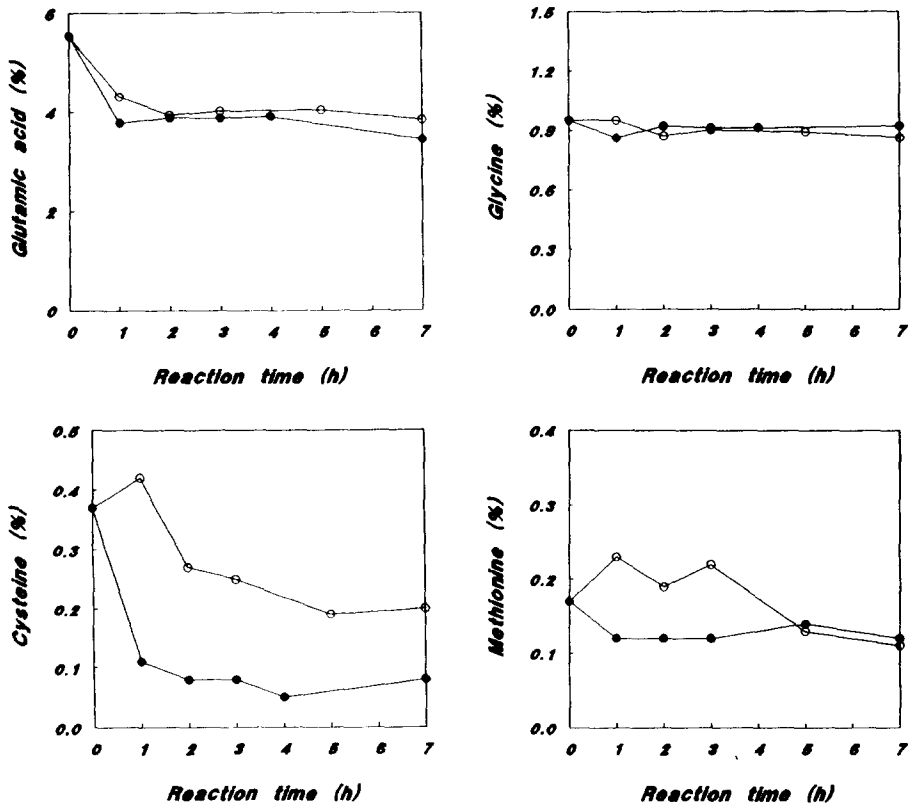 Glutamic acid (%)
6
4
2
0
0 1 2 3 4 5 6 7
Reaction time (h)
Glycine (%)
1.5
1.2
0.9
0.6
0.3
0.0
0 1 2 3 4 5 6 7
Reaction time (h)
Cysteine (%)
0.5
0.4
0.3
0.2
0.1
0.0
0 1 2 3 4 5 6 7
Reaction time (h)
Methionine (%)
0.4
0.3
0.2
0.1
0.0
0 1 2 3 4 5 6 7
Reaction time (h)